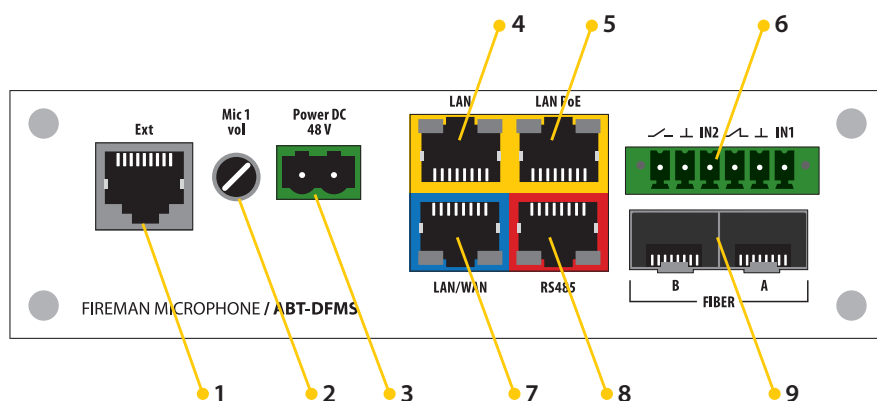 4 5 6
LAN LAN PoE
Ext Mic 1 vol Power DC 48 V
IN2 IN1
LAN/WAN RS485 B A
FIBER
FIREMAN MICROPHONE / ABT-DFMS
1 2 3 7 8 9